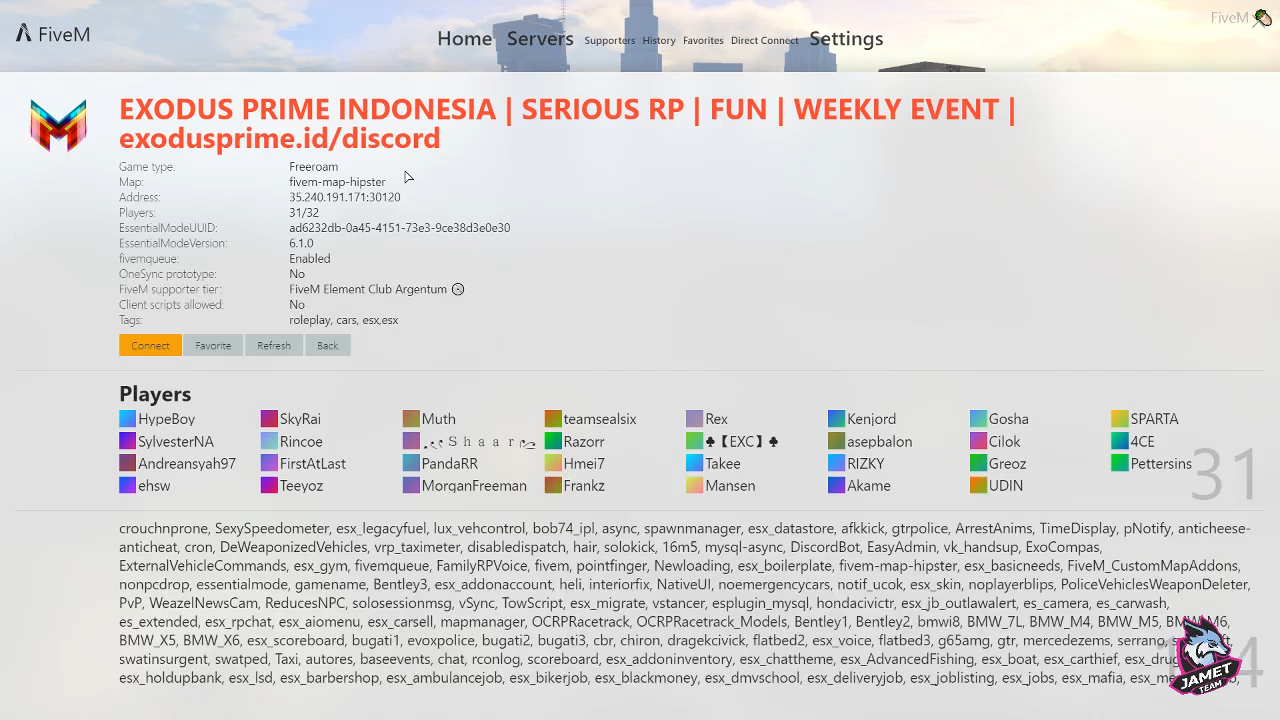 FiveM
Home Servers Supporters History Favorites Direct Connect Settings
FiveM
EXODUS PRIME INDONESIA | SERIOUS RP | FUN | WEEKLY EVENT |
exodusprime.id/discord
Game type: Freeroam
Map: fivem-map-hipster
Address: 35.240.191.171:30120
Players: 31/32
EssentialModeUUID: ad6232db-0a45-4151-73e3-9ce38d3e0e30
EssentialModeVersion: 6.1.0
fivemqueue: Enabled
OneSync prototype: No
FiveM supporter tier: FiveM Element Club Argentum
Client scripts allowed: No
Tags: roleplay, cars, esx,esx
Connect Favorite Refresh Back
Players
HypeBoy SkyRai Muth teamsealsix Rex Kenjord Gosha SPARTA
SylvesterNA Rincoe S h a a r Razorr ♣【EXC】♣ asepbalon Cilok 4CE
Andreansyah97 FirstAtLast PandaRR Hmei7 Takee RIZKY Greoz Pettersins
ehsw Teeyoz MorganFreeman Frankz Mansen Akame UDIN
31
crouchnprone, SexySpeedometer, esx_legacyfuel, lux_vehcontrol, bob74_ipl, async, spawnmanager, esx_datastore, afkkick, gtrpolice, ArrestAnims, TimeDisplay, pNotify, anticheese-
anticheat, cron, DeWeaponizedVehicles, vrp_taximeter, disabledispatch, hair, solokick, 16m5, mysql-async, DiscordBot, EasyAdmin, vk_handsup, ExoCompas,
ExternalVehicleCommands, esx_gym, fivemqueue, FamilyRPVoice, fivem, pointfinger, Newloading, esx_boilerplate, fivem-map-hipster, esx_basicneeds, FiveM_CustomMapAddons,
nonpcdrop, essentialmode, gamename, Bentley3, esx_addonaccount, heli, interiorfix, NativeUI, noemergencycars, notif_ucok, esx_skin, noplayerblips, PoliceVehiclesWeaponDeleter,
PvP, WeazelNewsCam, ReducesNPC, solosessionmsg, vSync, TowScript, esx_migrate, vstancer, esplugin_mysql, hondacivictr, esx_jb_outlawalert, es_camera, es_carwash,
es_extended, esx_rpchat, esx_aiomenu, esx_carsell, mapmanager, OCRPRacetrack, OCRPRacetrack_Models, Bentley1, Bentley2, bmwi8, BMW_7L, BMW_M4, BMW_M5, BMW_M6,
BMW_X5, BMW_X6, esx_scoreboard, bugati1, evoxpolice, bugati2, bugati3, cbr, chiron, dragekcivick, flatbed2, esx_voice, flatbed3, g65amg, gtr, mercedezems, serrano,
swatinsurgent, swatped, Taxi, autores, baseevents, chat, rconlog, scoreboard, esx_addoninventory, esx_chattheme, esx_AdvancedFishing, esx_boat, esx_carthief,
esx_holdupbank, esx_lsd, esx_barbershop, esx_ambulancejob, esx_bikerjob, esx_blackmoney, esx_dmvschool, esx_deliveryjob, esx_joblisting, esx_jobs, esx_mafia,
JAMET
TEAM